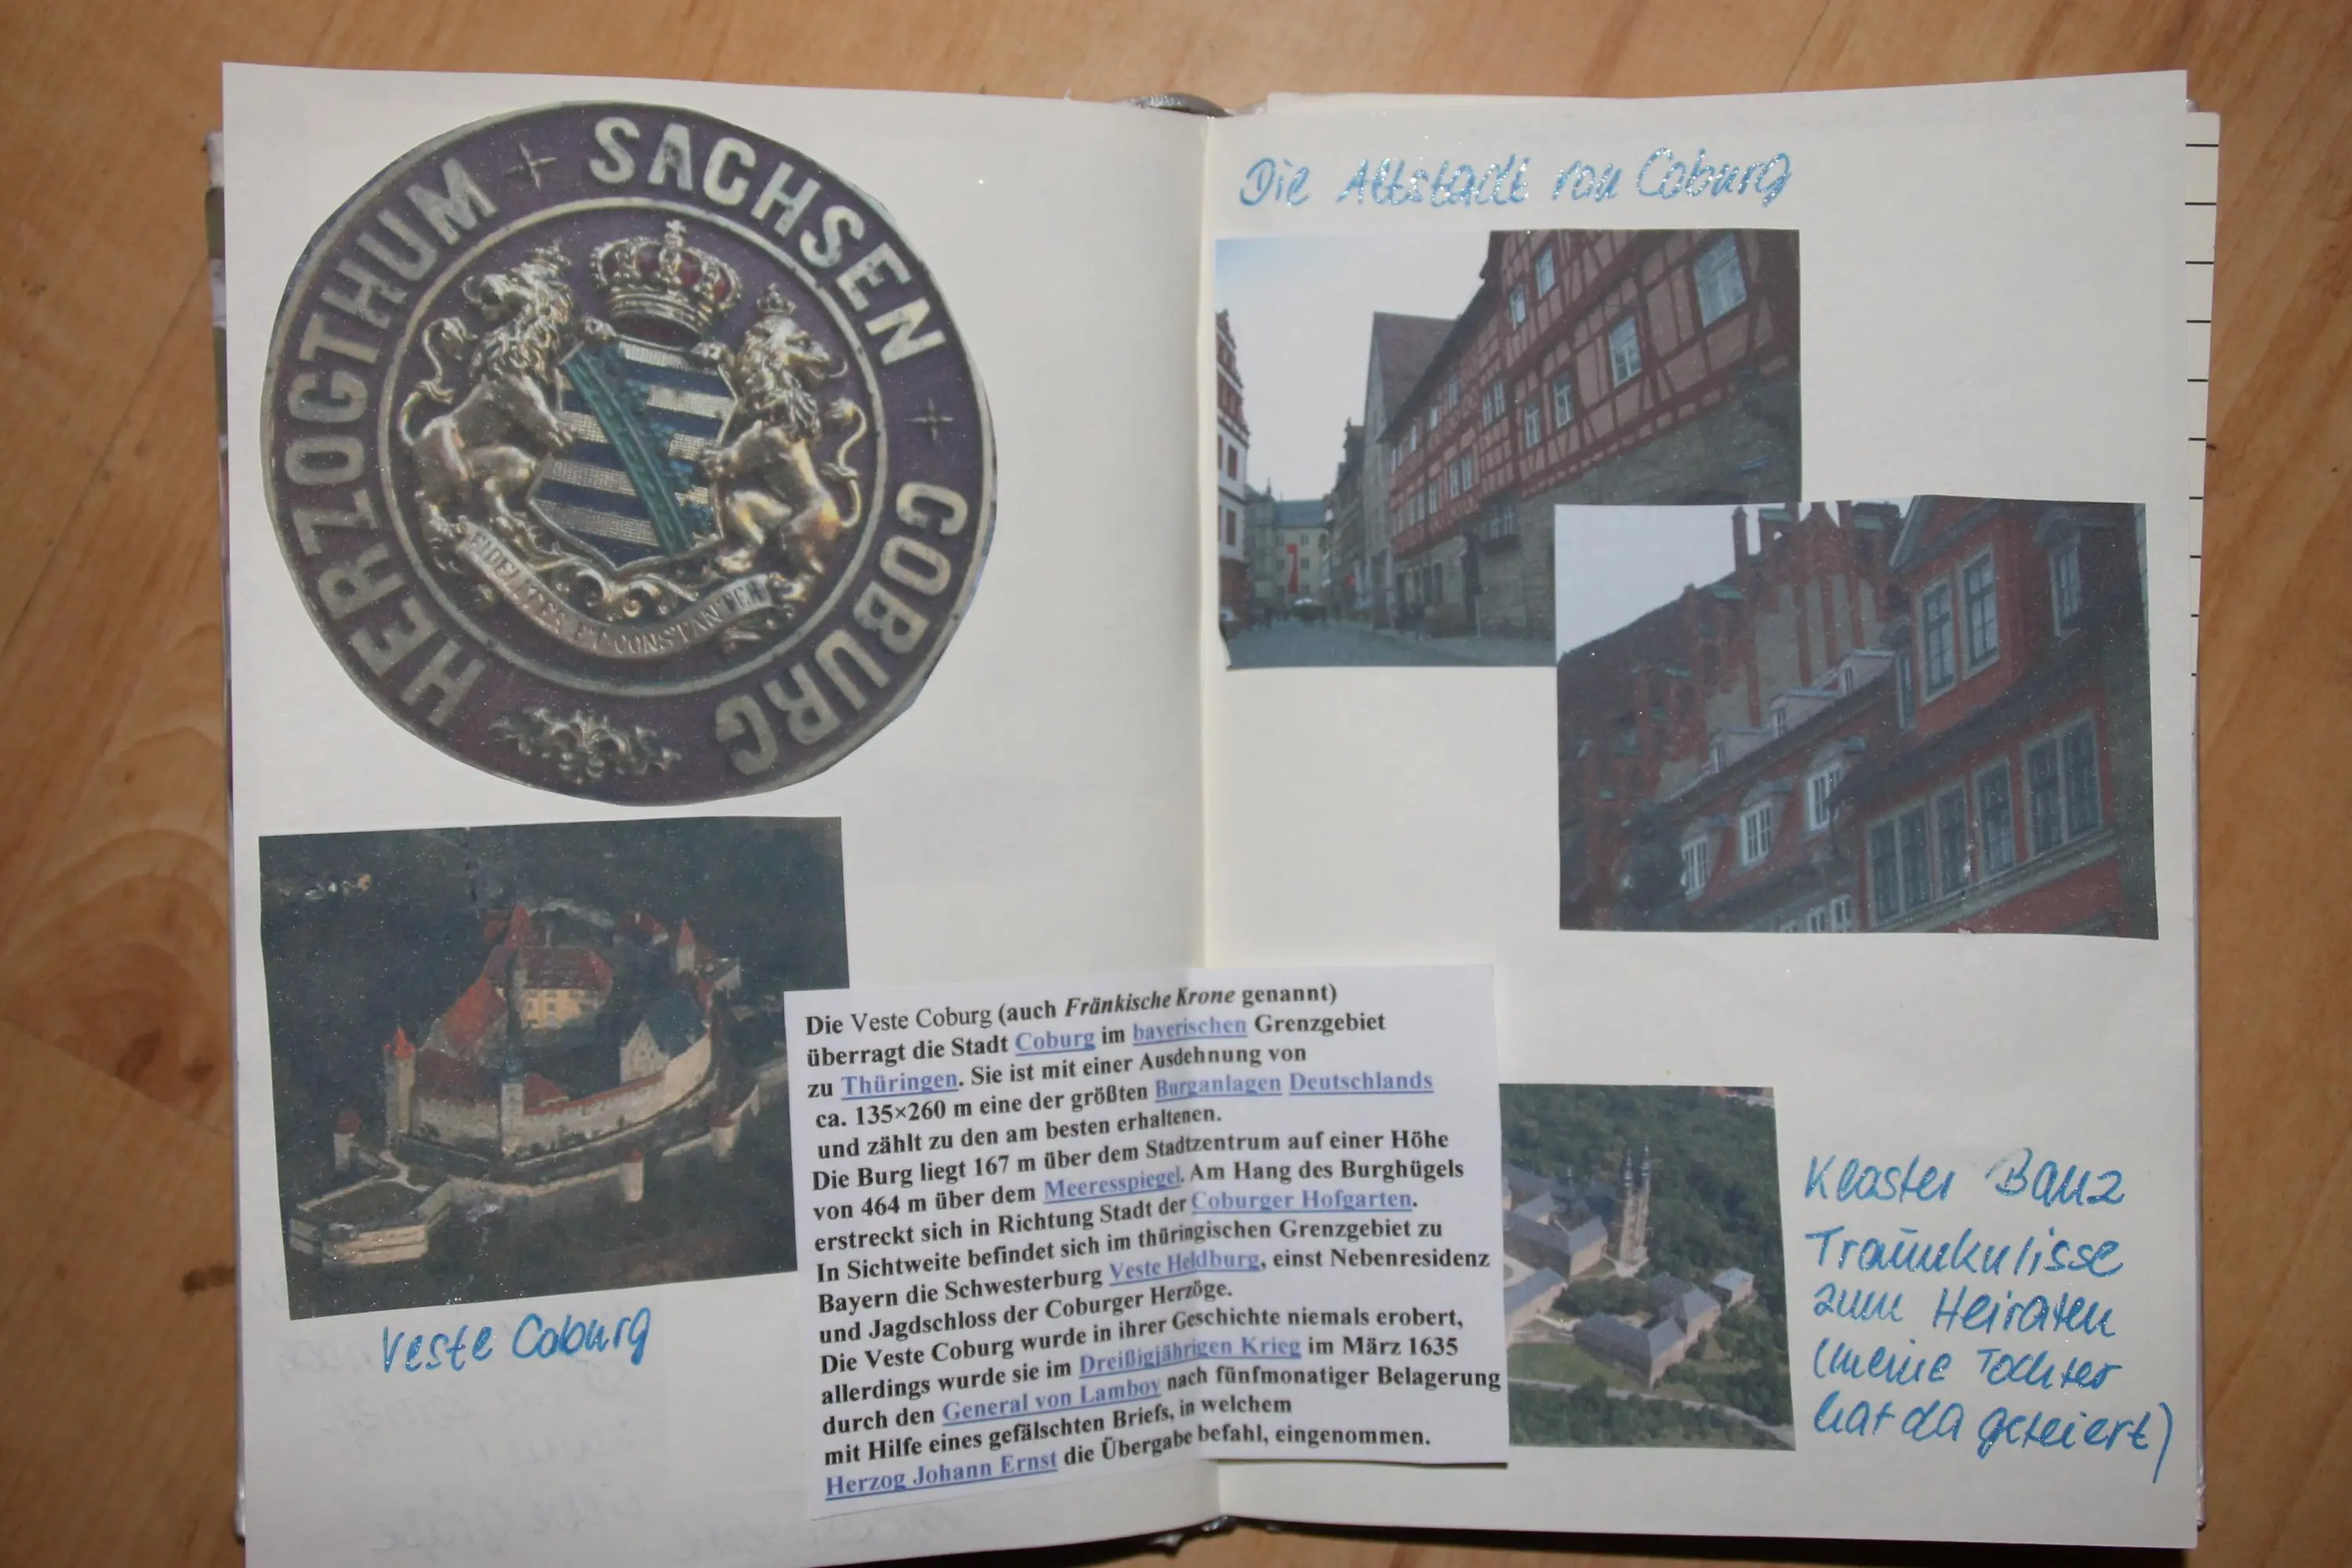 HERZOGTHUM + SACHSEN + COBURG
FIDELITER ET CONSTANTER
Veste Coburg
Die Veste Coburg (auch Fränkische Krone genannt)
überragt die Stadt Coburg im bayerischen Grenzgebiet
zu Thüringen. Sie ist mit einer Ausdehnung von
ca. 135×260 m eine der größten Burganlagen Deutschlands
und zählt zu den am besten erhaltenen.
Die Burg liegt 167 m über dem Stadtzentrum auf einer Höhe
von 464 m über dem Meeresspiegel. Am Hang des Burghügels
erstreckt sich in Richtung Stadt der Coburger Hofgarten.
In Sichtweite befindet sich im thüringischen Grenzgebiet zu
Bayern die Schwesterburg Veste Heldburg, einst Nebenresidenz
und Jagdschloss der Coburger Herzöge.
Die Veste Coburg wurde in ihrer Geschichte niemals erobert,
allerdings wurde sie im Dreißigjährigen Krieg im März 1635
durch den General von Lamboy nach fünfmonatiger Belagerung
mit Hilfe eines gefälschten Briefs, in welchem
Herzog Johann Ernst die Übergabe befahl, eingenommen.
Die Altstadt von Coburg
Kloster Banz
Traumkulisse
zum Heiraten
(meine Tochter
hat da gefeiert)